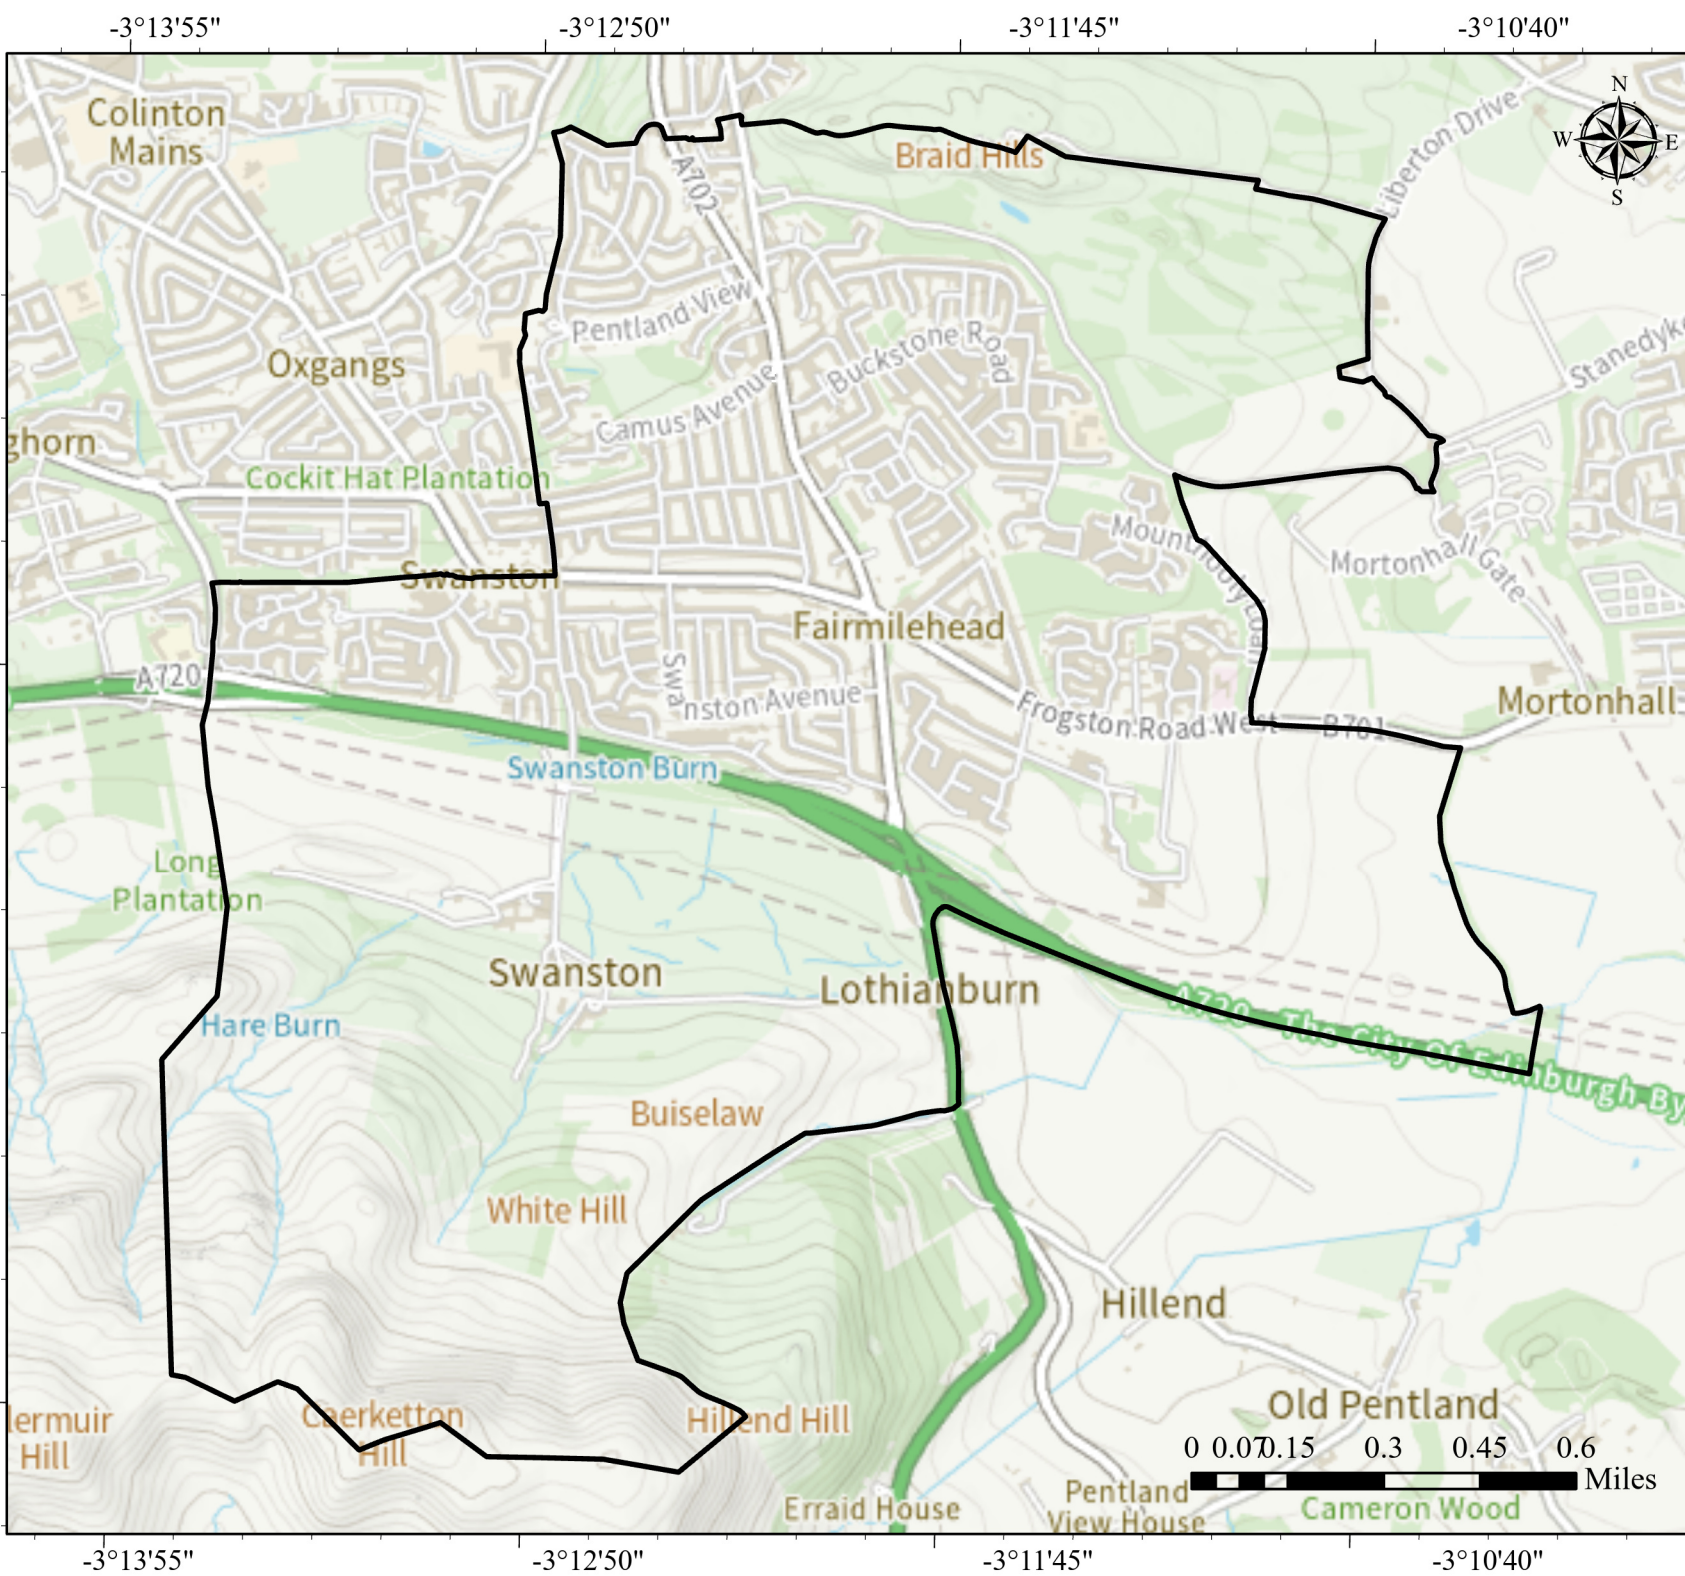 -3°13'55" -3°12'50" -3°11'45" -3°10'40"
N
W E
S
Colinton
Mains
A702
Braid Hills
Liberton Drive
Pentland View
Buckstone Road
Stanedyke
Oxgangs
Camus Avenue
ghorn
Cockit Hat Plantation
Mounthooly Loan
Mortonhall Gate
Swanston
Fairmilehead
A720
Swanston Avenue
Frogston Road West
B701
Mortonhall
Swanston Burn
Long
Plantation
Swanston
Lothianburn
A720 - The City Of Edinburgh By
Hare Burn
Buiselaw
White Hill
Hillend
lermuir
Hill
Caerketton
Hill
Hillend Hill
Old Pentland
0 0.07 0.15 0.3 0.45 0.6
Miles
Erraid House
Pentland
View House
Cameron Wood
-3°13'55" -3°12'50" -3°11'45" -3°10'40"